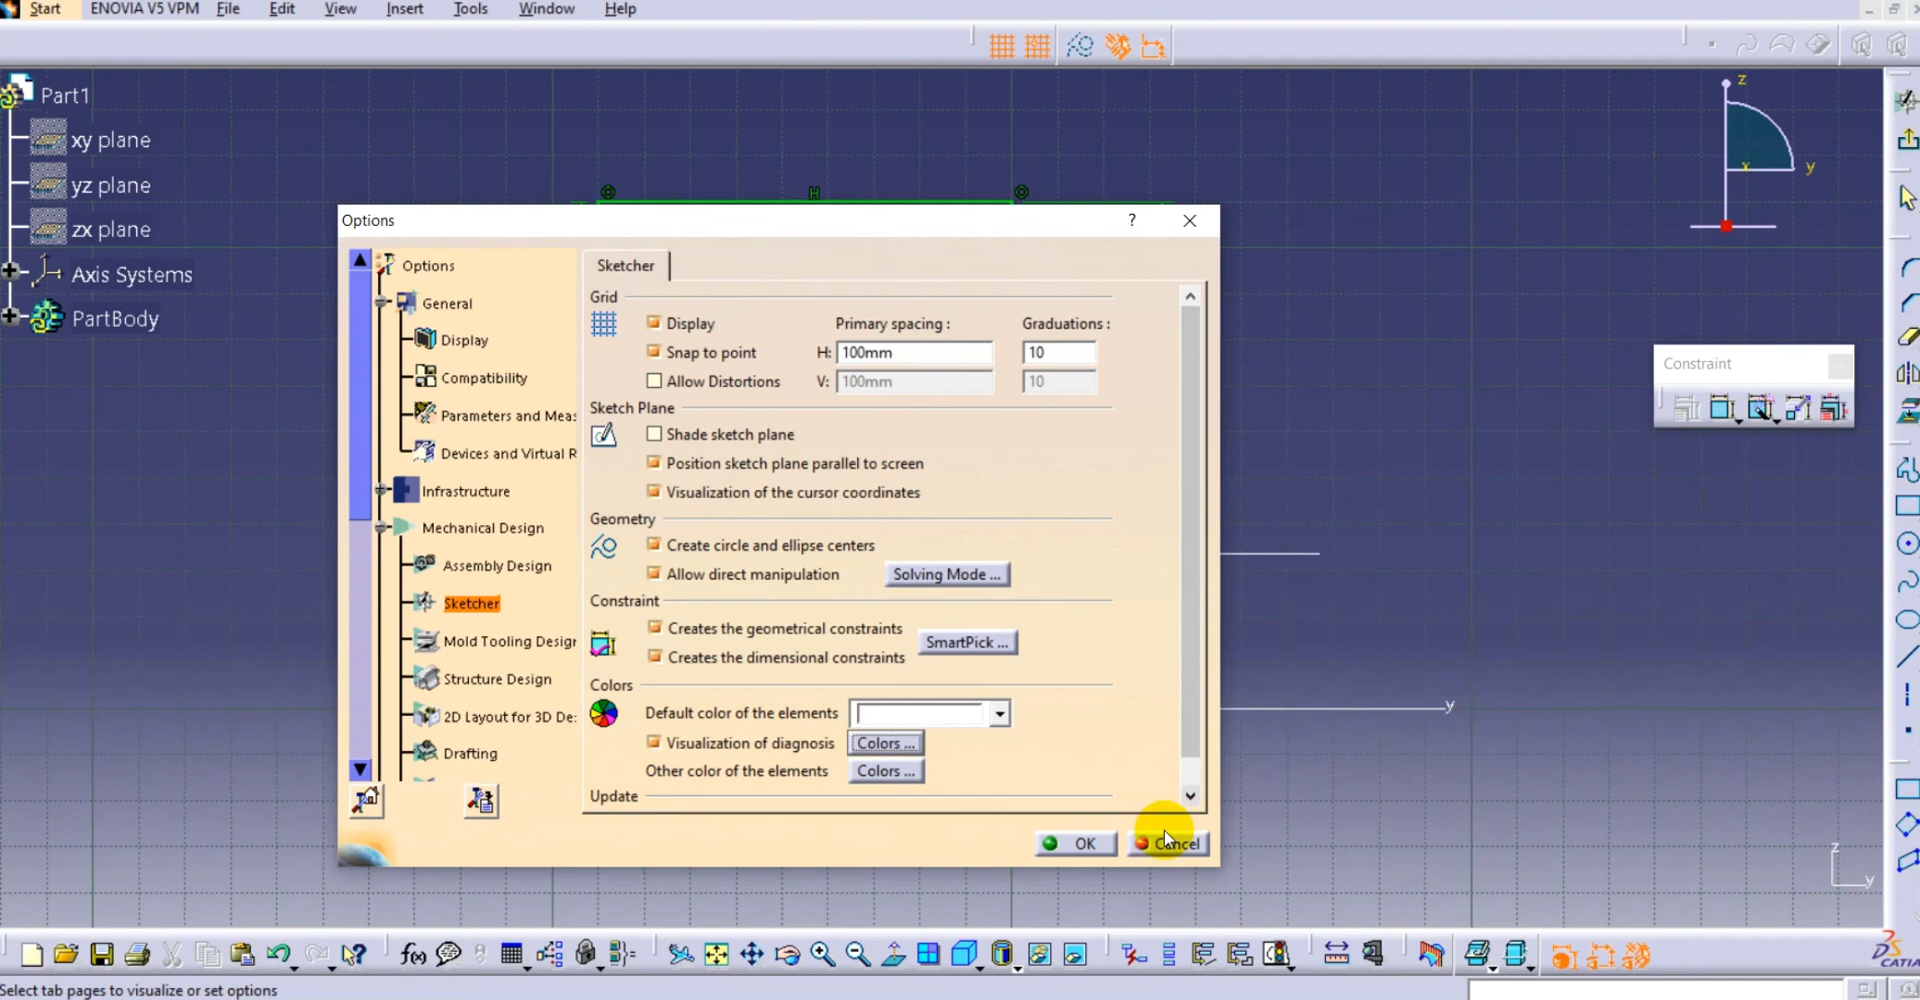 Start ENOVIA V5 VPM File Edit View Insert Tools Window Help
Part1
xy plane
yz plane
zx plane
Axis Systems
PartBody
z
x
y
H
Options ?
Options
General
Display
Compatibility
Parameters and Meas
Devices and Virtual R
Infrastructure
Mechanical Design
Assembly Design
Sketcher
Mold Tooling Design
Structure Design
2D Layout for 3D De:
Drafting
Sketcher
Grid
Display Primary spacing : Graduations :
Snap to point H: 100mm 10
Allow Distortions V: 100mm 10
Sketch Plane
Shade sketch plane
Position sketch plane parallel to screen
Visualization of the cursor coordinates
Geometry
Create circle and ellipse centers
Allow direct manipulation Solving Mode ...
Constraint
Creates the geometrical constraints
SmartPick ...
Creates the dimensional constraints
Colors
Default color of the elements
Visualization of diagnosis Colors ...
Other color of the elements Colors ...
Update
OK Cancel
Constraint
y
z
y
f(x)
CATIA
Select tab pages to visualize or set options